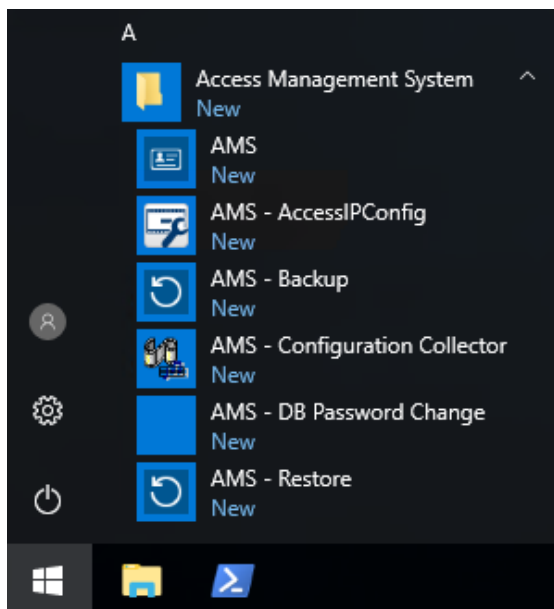 A
Access Management System
New
AMS
New
AMS - AccessIPConfig
New
AMS - Backup
New
AMS - Configuration Collector
New
AMS - DB Password Change
New
AMS - Restore
New